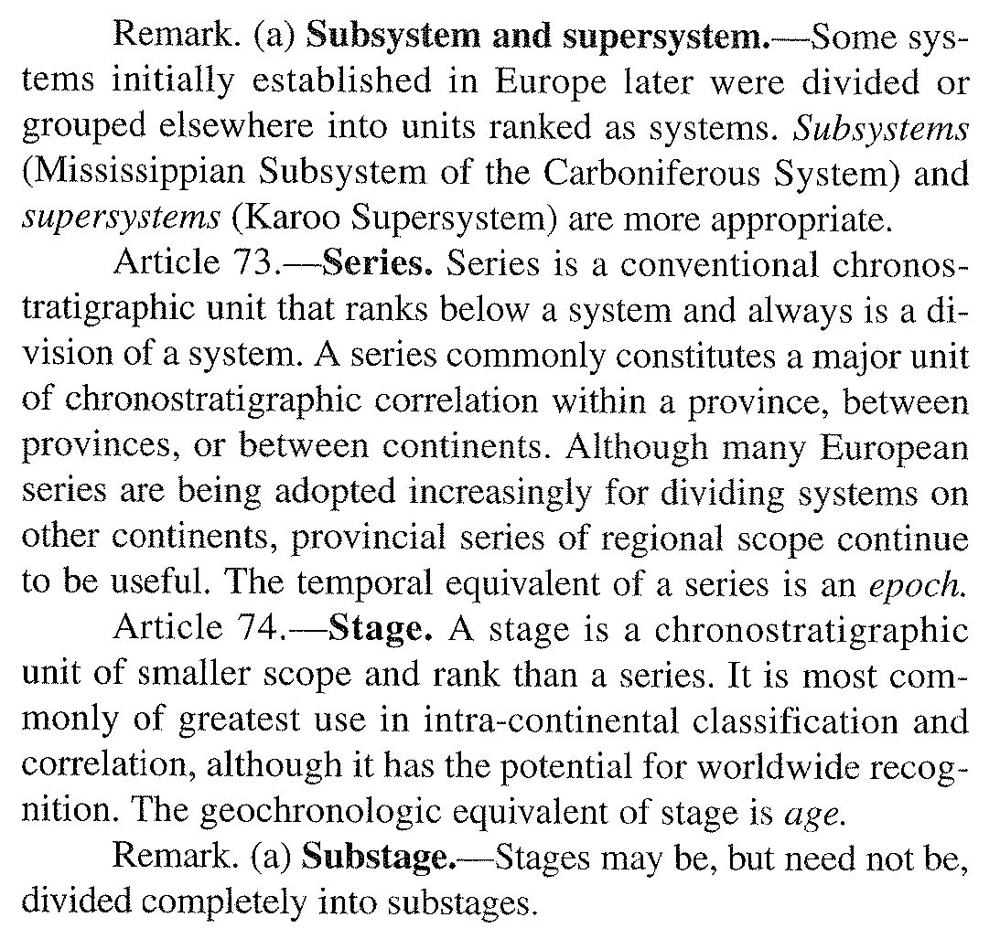 Remark. (a) Subsystem and supersystem.—Some sys-
tems initially established in Europe later were divided or
grouped elsewhere into units ranked as systems. Subsystems
(Mississippian Subsystem of the Carboniferous System) and
supersystems (Karoo Supersystem) are more appropriate.
Article 73.—Series. Series is a conventional chronos-
tratigraphic unit that ranks below a system and always is a di-
vision of a system. A series commonly constitutes a major unit
of chronostratigraphic correlation within a province, between
provinces, or between continents. Although many European
series are being adopted increasingly for dividing systems on
other continents, provincial series of regional scope continue
to be useful. The temporal equivalent of a series is an epoch.
Article 74.—Stage. A stage is a chronostratigraphic
unit of smaller scope and rank than a series. It is most com-
monly of greatest use in intra-continental classification and
correlation, although it has the potential for worldwide recog-
nition. The geochronologic equivalent of stage is age.
Remark. (a) Substage.—Stages may be, but need not be,
divided completely into substages.